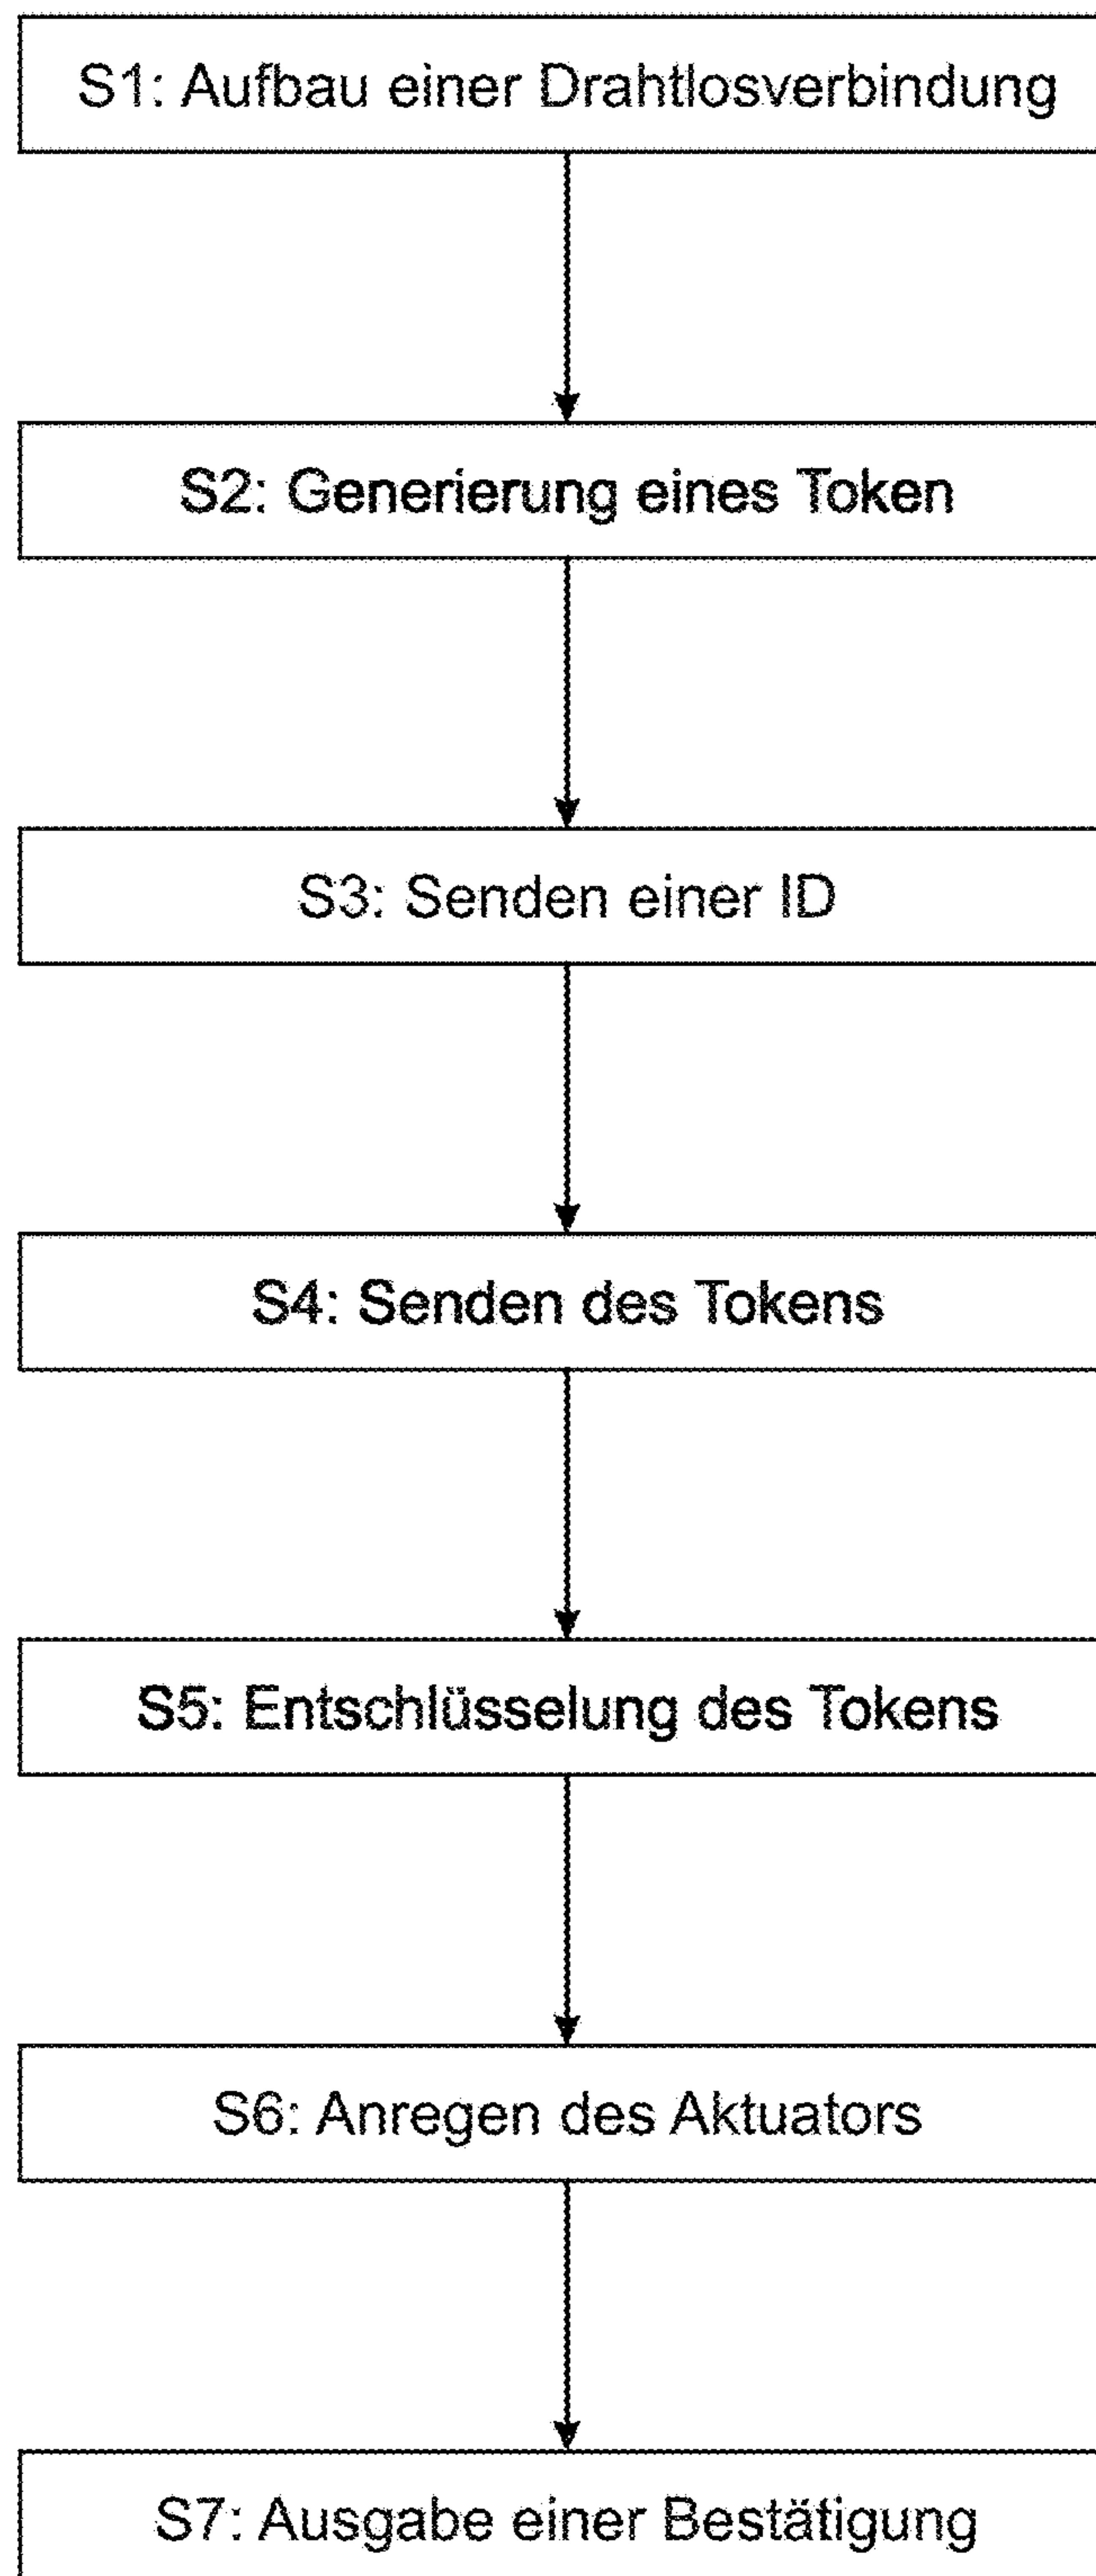 S1: Aufbau einer Drahtlosverbindung
S2: Generierung eines Token
S3: Senden einer ID
S4: Senden des Tokens
S5: Entschlüsselung des Tokens
S6: Anregen des Aktuators
S7: Ausgabe einer Bestätigung